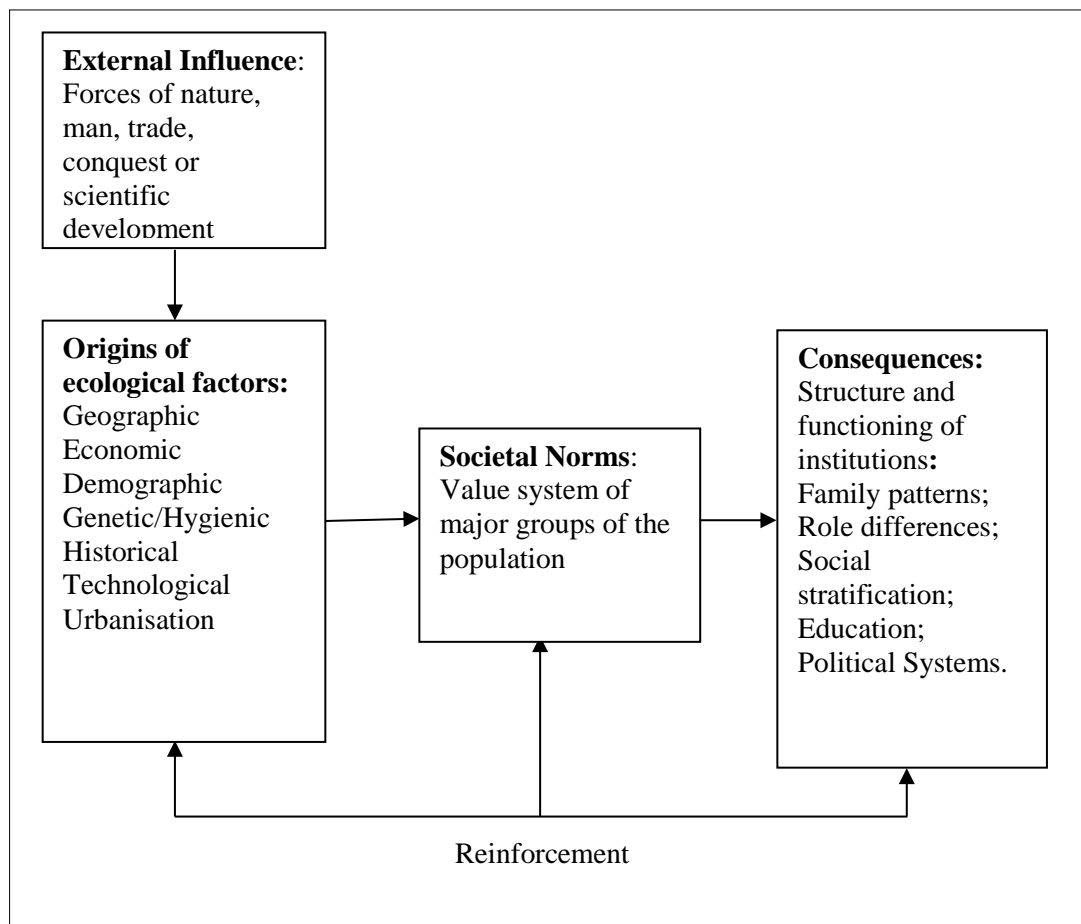 External Influence:
Forces of nature,
man, trade,
conquest or
scientific
development
Origins of
ecological factors:
Geographic
Economic
Demographic
Genetic/Hygienic
Historical
Technological
Urbanisation
Societal Norms:
Value system of
major groups of the
population
Consequences:
Structure and
functioning of
institutions:
Family patterns;
Role differences;
Social
stratification;
Education;
Political Systems.
Reinforcement